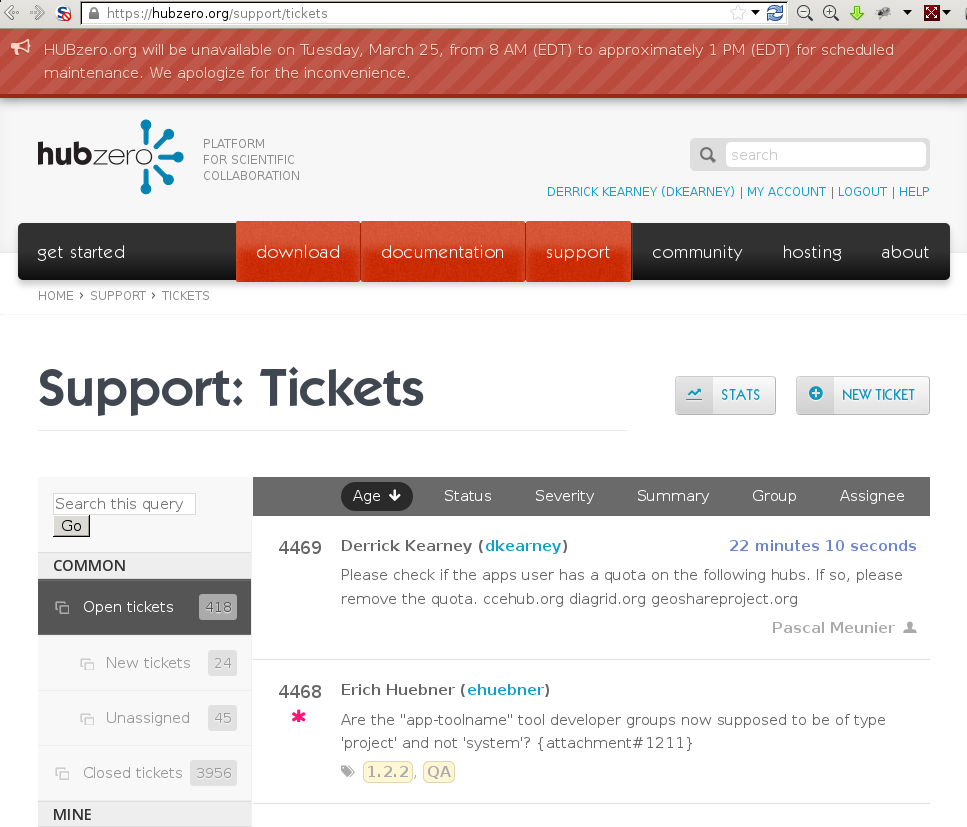 https://hubzero.org/support/tickets
HUBzero.org will be unavailable on Tuesday, March 25, from 8 AM (EDT) to approximately 1 PM (EDT) for scheduled
maintenance. We apologize for the inconvenience.
hubzero
PLATFORM
FOR SCIENTIFIC
COLLABORATION
search
DERRICK KEARNEY (DKEARNEY) | MY ACCOUNT | LOGOUT | HELP
get started download documentation support community hosting about
HOME › SUPPORT › TICKETS
Support: Tickets
STATS
NEW TICKET
Search this query
Go
COMMON
Open tickets 418
New tickets 24
Unassigned 45
Closed tickets 3956
MINE
Age Status Severity Summary Group Assignee
4469 Derrick Kearney (dkearney) 22 minutes 10 seconds
Please check if the apps user has a quota on the following hubs. If so, please
remove the quota. ccehub.org diagrid.org geoshareproject.org
Pascal Meunier
4468 Erich Huebner (ehuebner)
Are the "app-toolname" tool developer groups now supposed to be of type
'project' and not 'system'? {attachment#1211}
1.2.2, QA